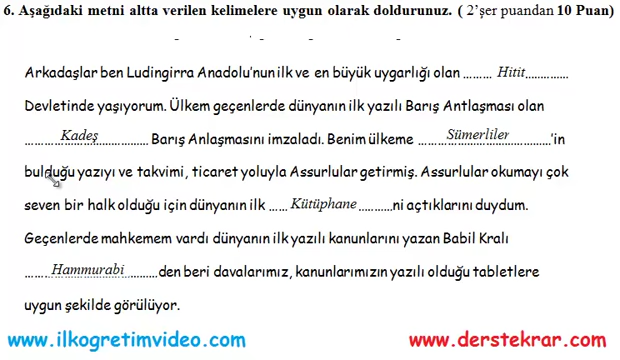 6. Aşağıdaki metni altta verilen kelimelere uygun olarak doldurunuz. ( 2'şer puandan 10 Puan)
Arkadaşlar ben Ludingirra Anadolu'nun ilk ve en büyük uygarlığı olan ......... Hitit..............
Devletinde yaşıyorum. Ülkem geçenlerde dünyanın ilk yazılı Barış Antlaşması olan
............Kadeş................. Barış Anlaşmasını imzaladı. Benim ülkeme .......Sümerliler...........'in
bulduğu yazıyı ve takvimi, ticaret yoluyla Assurlular getirmiş. Assurlular okumayı çok
seven bir halk olduğu için dünyanın ilk ...... Kütüphane ...........ni açtıklarını duydum.
Geçenlerde mahkemem vardı dünyanın ilk yazılı kanunlarını yazan Babil Kralı
........Hammurabi..........den beri davalarımız, kanunlarımızın yazılı olduğu tabletlere
uygun şekilde görülüyor.
www.ilkogretimvideo.com www.derstekrar.com